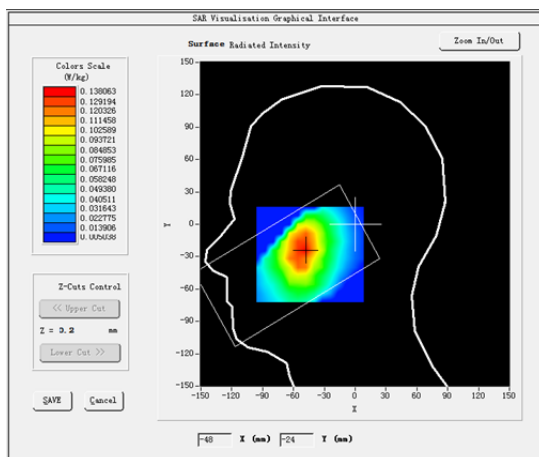 SAR Visualisation Graphical Interface
Surface Radiated Intensity
Zoom In/Out
Colors Scale
(W/kg)
0.138063
0.129194
0.120326
0.111458
0.102589
0.093721
0.084853
0.075985
0.067116
0.058248
0.049380
0.040511
0.031643
0.022775
0.013906
0.005038
Z-Cuts Control
<< Upper Cut
Z = 3.2 mm
Lower Cut >>
SAVE Cancel
150
120
90
60
30
0
-30
-60
-90
-120
-150
Y
-150 -120 -90 -60 -30 0 30 60 90 120 150
X
-48 X (mm) -24 Y (mm)